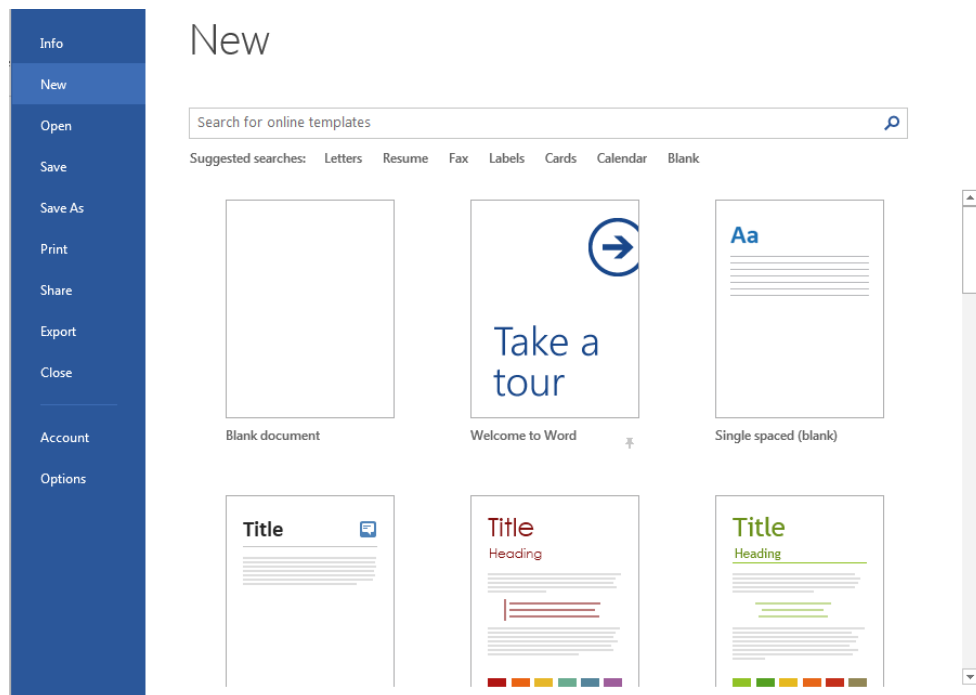 Info
New
Open
Save
Save As
Print
Share
Export
Close
Account
Options
New
Search for online templates
Suggested searches: Letters Resume Fax Labels Cards Calendar Blank
Take a
tour
Aa
Blank document
Welcome to Word
Single spaced (blank)
Title
Title
Heading
Title
Heading